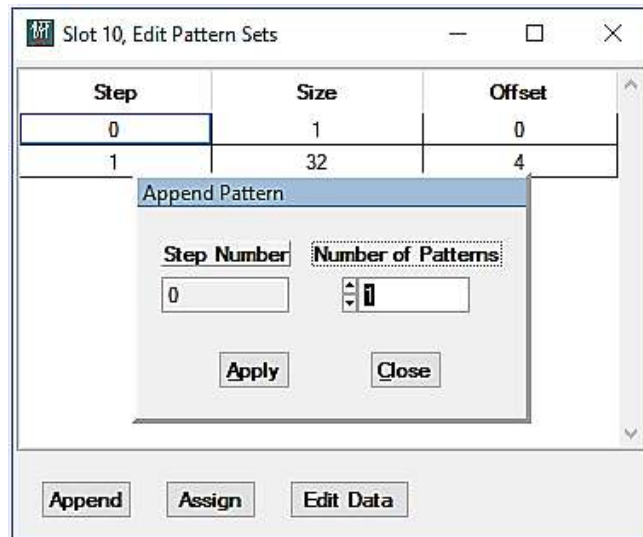 Slot 10, Edit Pattern Sets
Step Size Offset
0 1 0
1 32 4
Append Pattern
Step Number Number of Patterns
0 1
Apply Close
Append Assign Edit Data